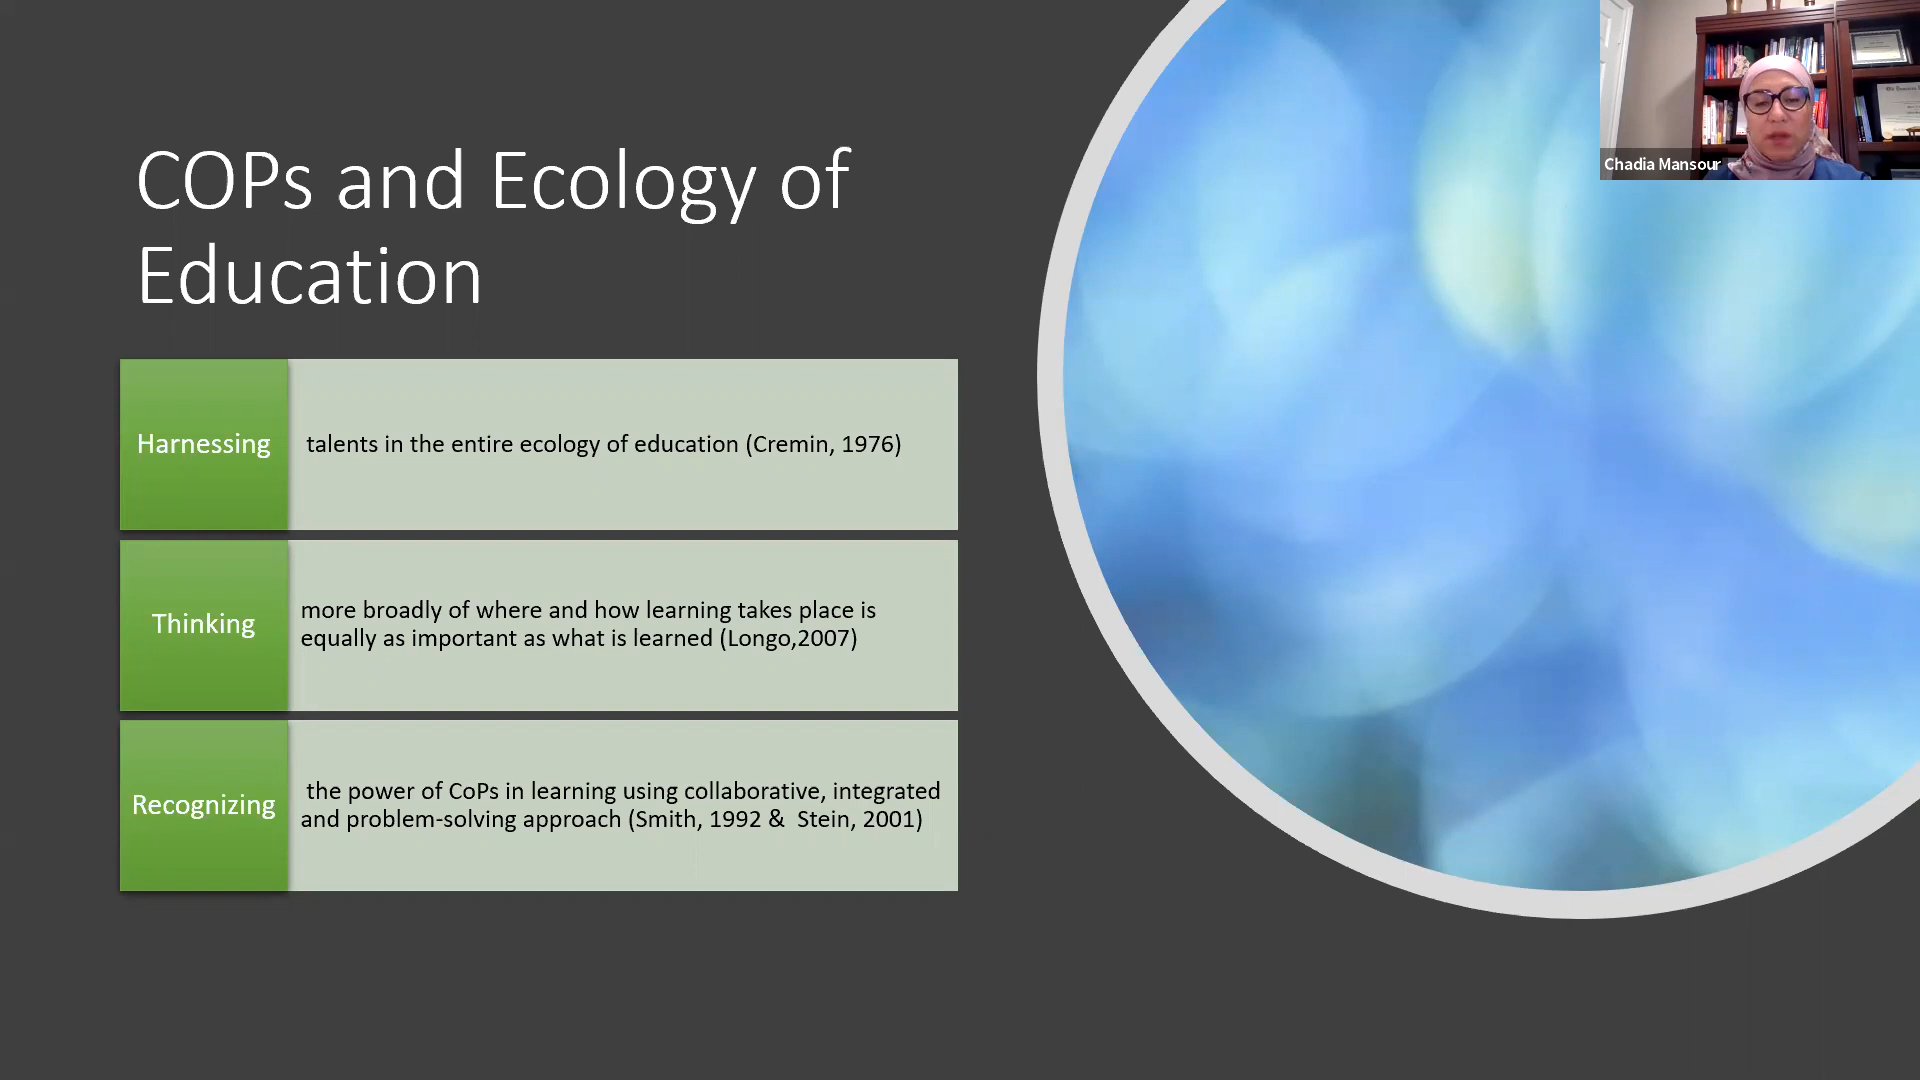 COPs and Ecology of
Education
Harnessing
talents in the entire ecology of education (Cremin, 1976)
Thinking
more broadly of where and how learning takes place is
equally as important as what is learned (Longo,2007)
Recognizing
the power of CoPs in learning using collaborative, integrated
and problem-solving approach (Smith, 1992 &  Stein, 2001)
Chadia Mansour